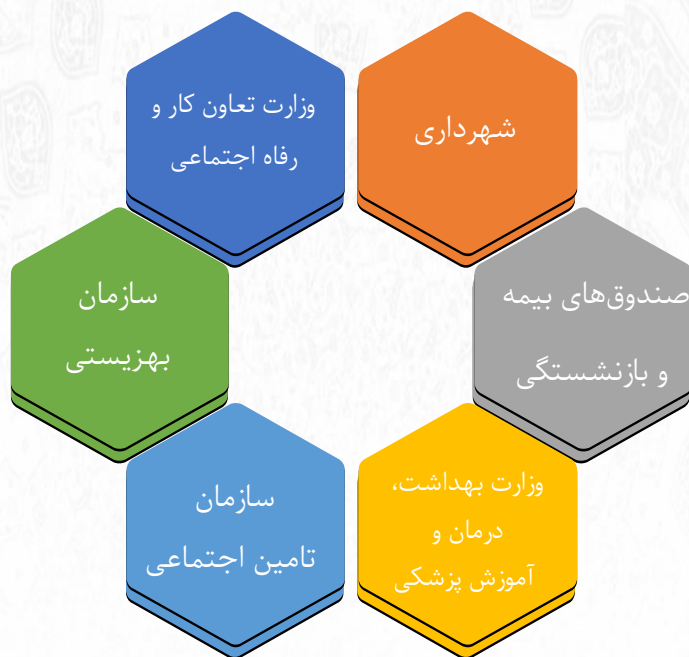 شهرداری
وزارت تعاون کار و
رفاه اجتماعی
صندوق‌های بیمه
و بازنشستگی
سازمان
بهزیستی
وزارت بهداشت،
درمان و
آموزش پزشکی
سازمان
تامین اجتماعی